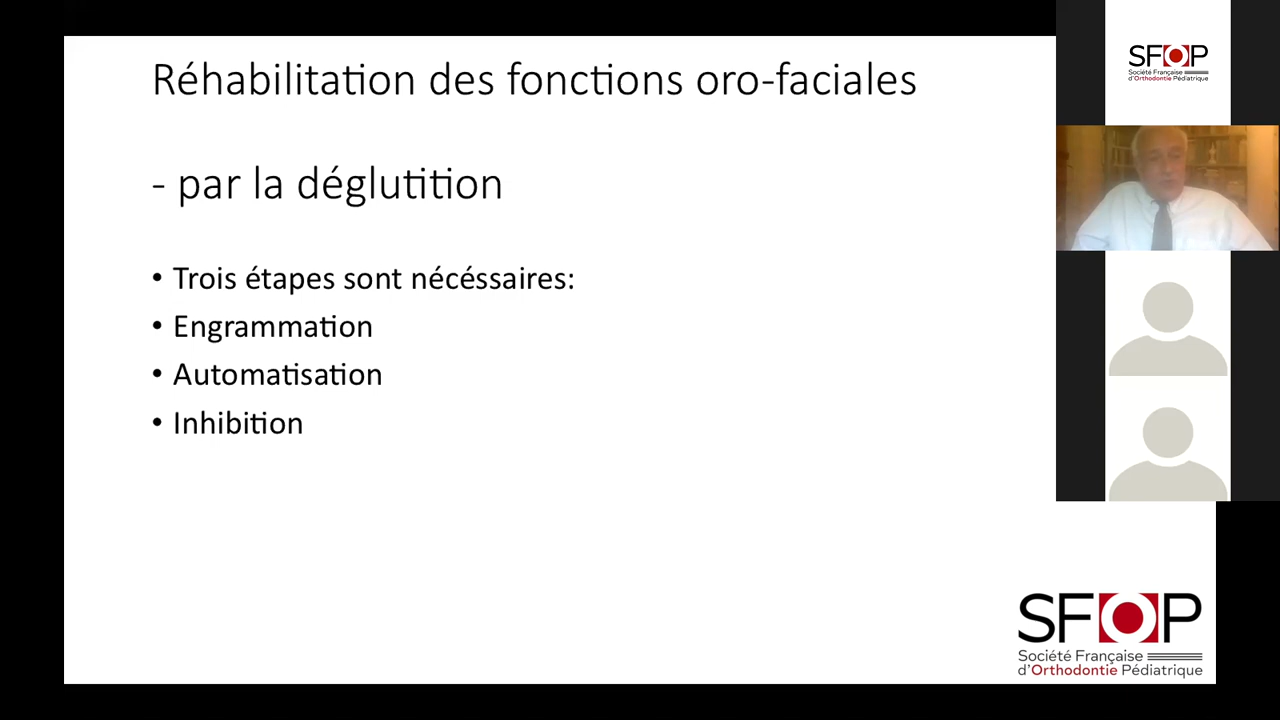 Réhabilitation des fonctions oro-faciales
- par la déglutition
• Trois étapes sont nécéssaires:
• Engrammation
• Automatisation
• Inhibition
SFOP
Société Française
d'Orthodontie Pédiatrique
SFOP
Société Française
d'Orthodontie Pédiatrique